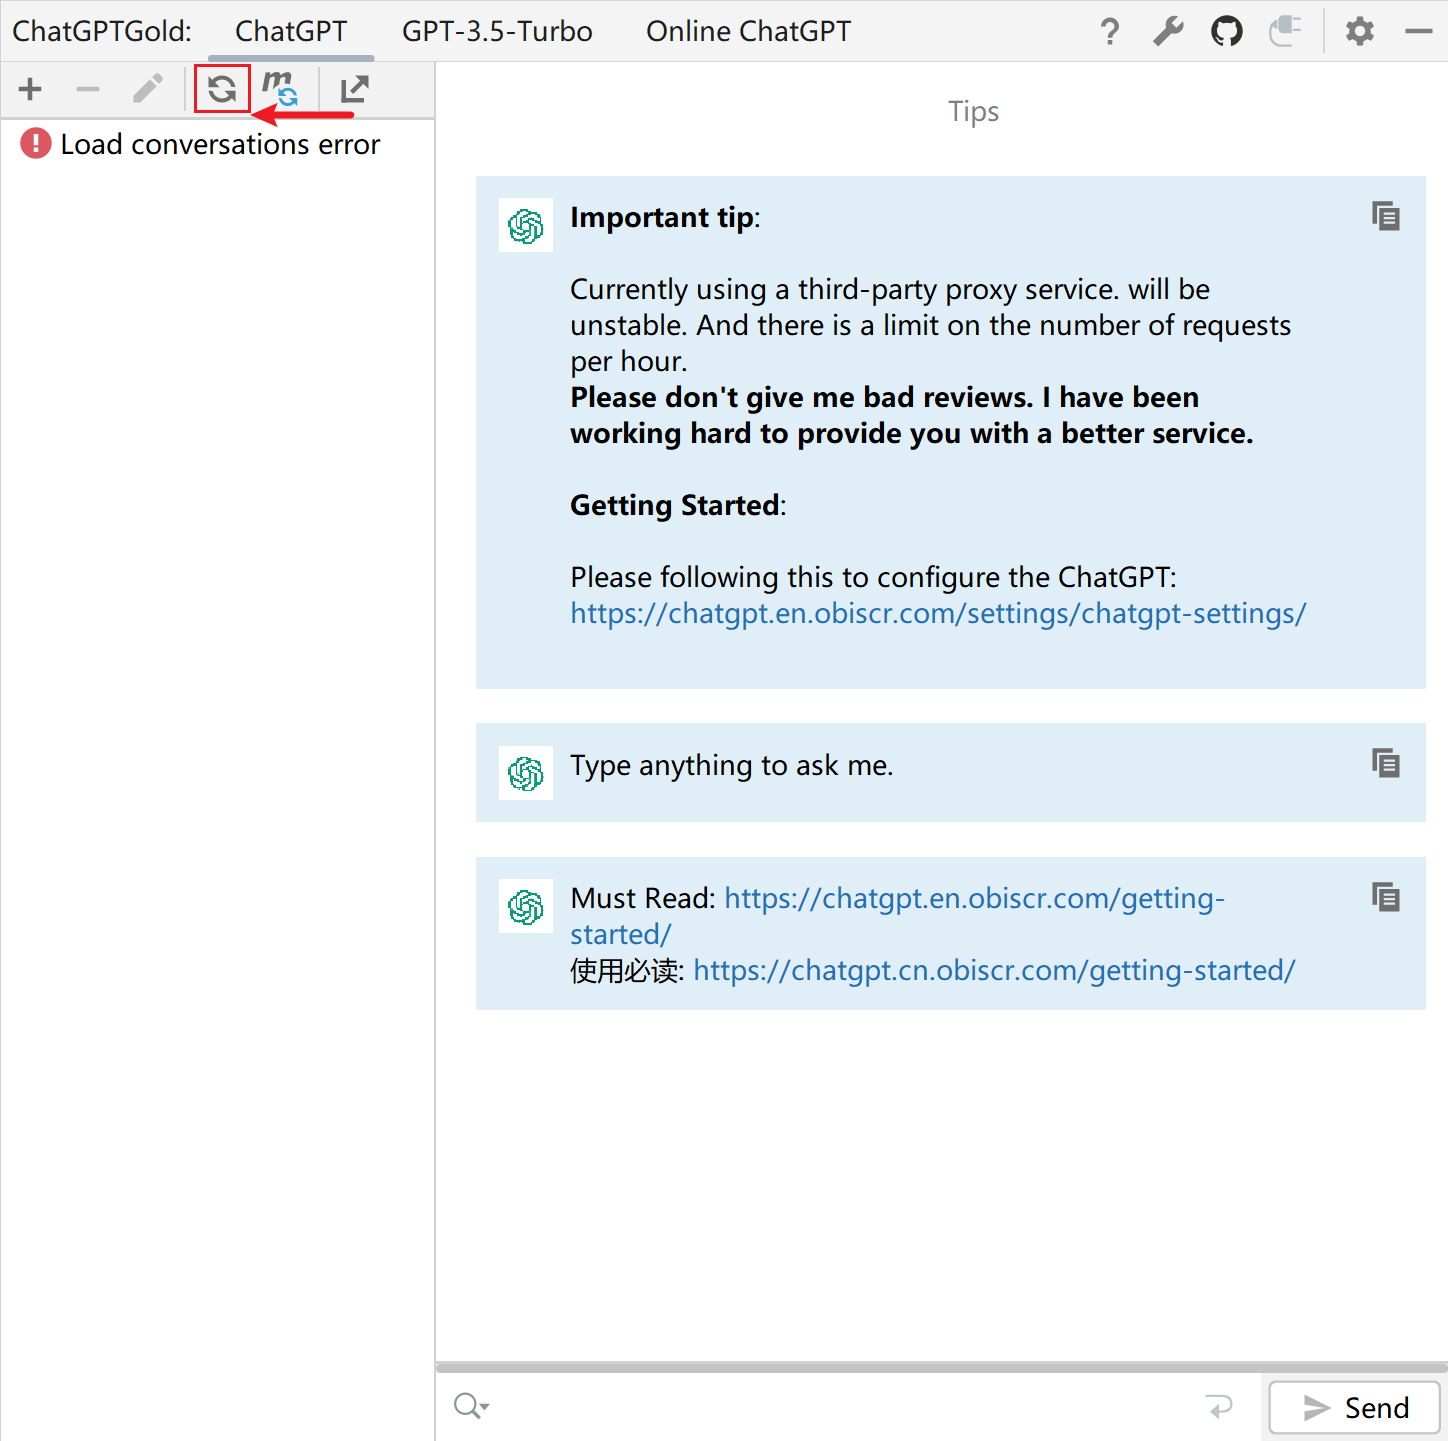 ChatGPTGold: ChatGPT GPT-3.5-Turbo Online ChatGPT
Load conversations error
Tips
Important tip:
Currently using a third-party proxy service. will be
unstable. And there is a limit on the number of requests
per hour.
Please don't give me bad reviews. I have been
working hard to provide you with a better service.
Getting Started:
Please following this to configure the ChatGPT:
https://chatgpt.en.obiscr.com/settings/chatgpt-settings/
Type anything to ask me.
Must Read: https://chatgpt.en.obiscr.com/getting-
started/
使用必读: https://chatgpt.cn.obiscr.com/getting-started/
Send